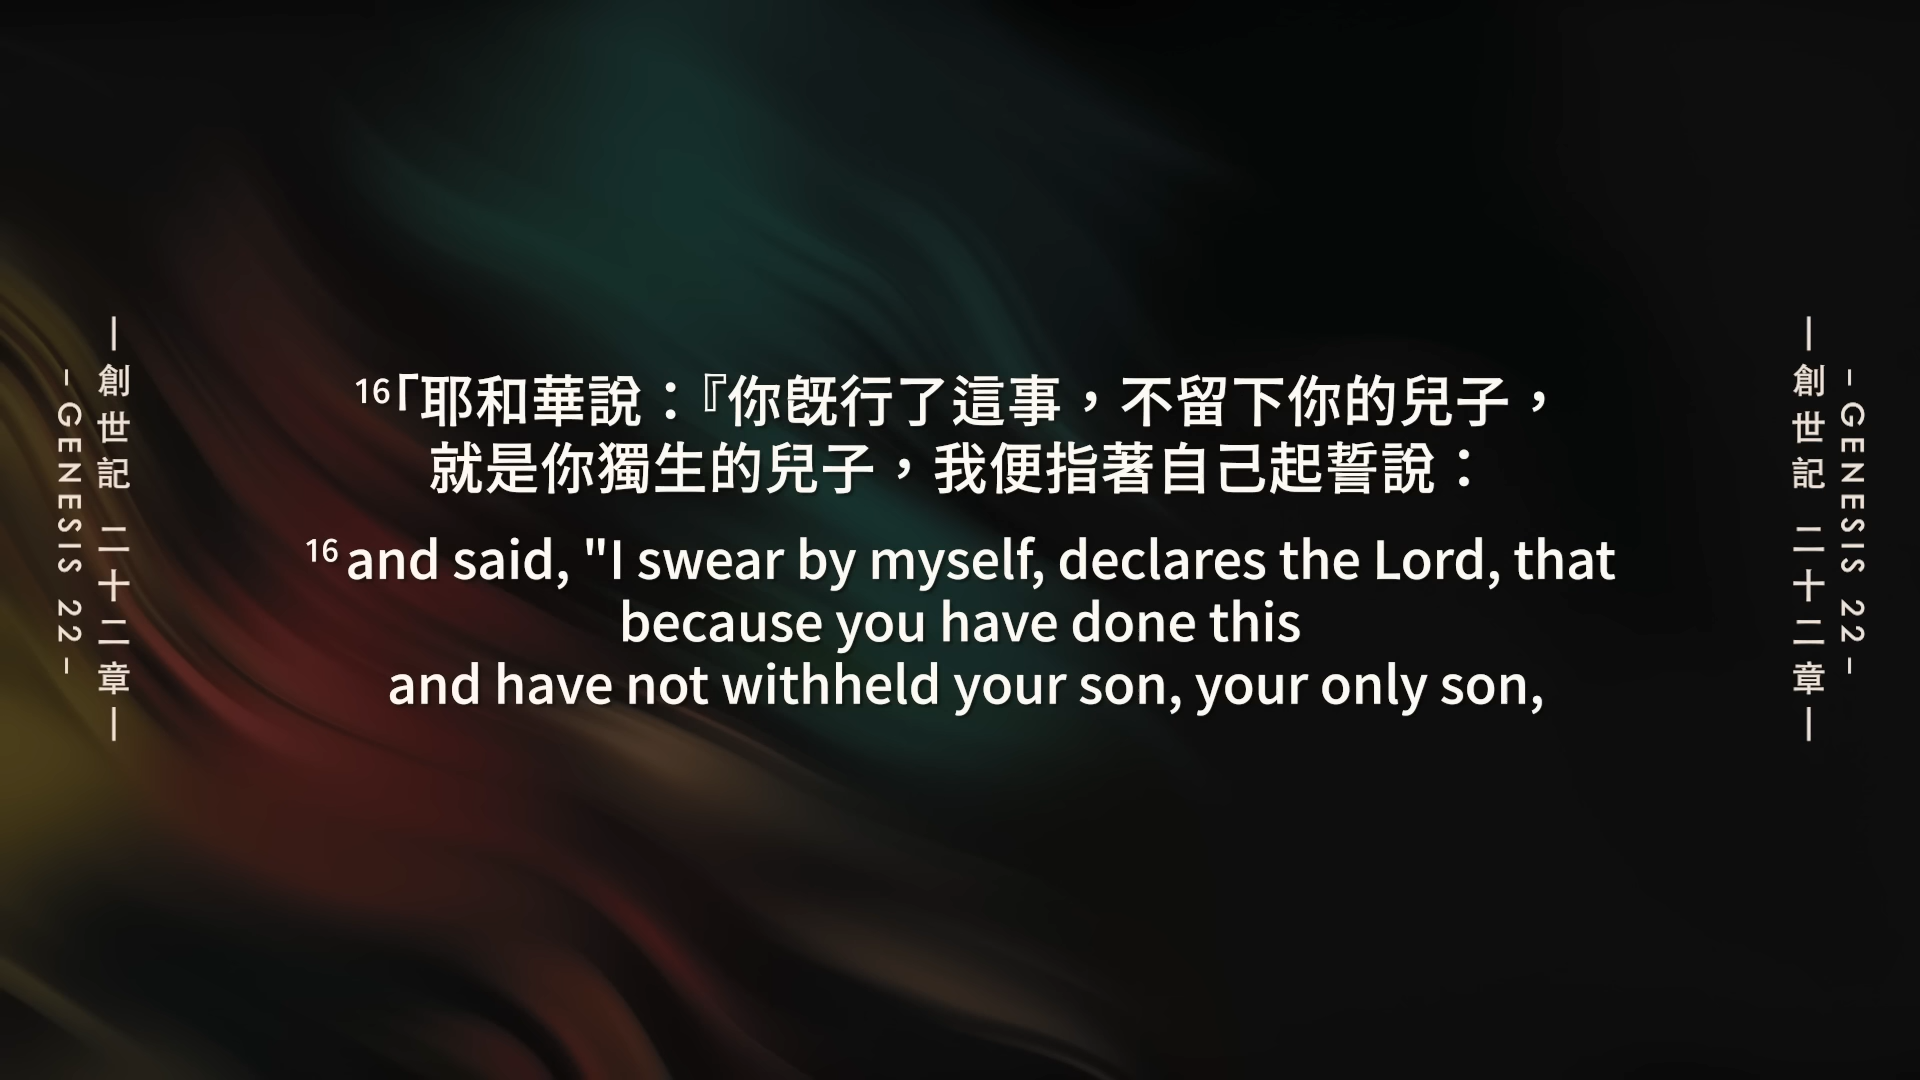 —創世記 二十二章—
– GENESIS 22 –
16「耶和華說：『你既行了這事，不留下你的兒子，
就是你獨生的兒子，我便指著自己起誓說：
16 and said, "I swear by myself, declares the Lord, that
because you have done this
and have not withheld your son, your only son,
—創世記 二十二章—
– GENESIS 22 –